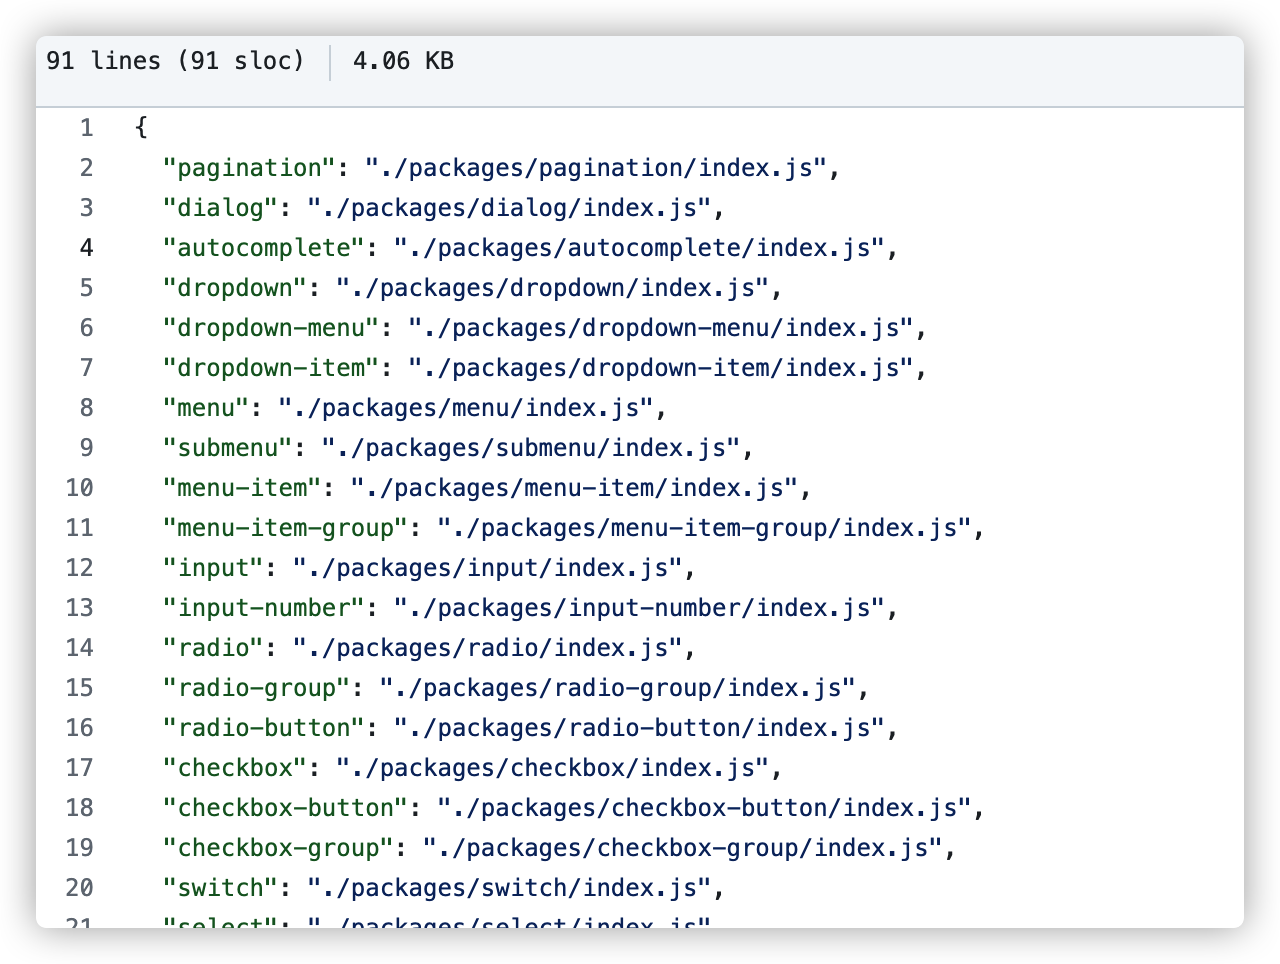 91 lines (91 sloc) 4.06 KB
1 {
2 "pagination": "./packages/pagination/index.js",
3 "dialog": "./packages/dialog/index.js",
4 "autocomplete": "./packages/autocomplete/index.js",
5 "dropdown": "./packages/dropdown/index.js",
6 "dropdown-menu": "./packages/dropdown-menu/index.js",
7 "dropdown-item": "./packages/dropdown-item/index.js",
8 "menu": "./packages/menu/index.js",
9 "submenu": "./packages/submenu/index.js",
10 "menu-item": "./packages/menu-item/index.js",
11 "menu-item-group": "./packages/menu-item-group/index.js",
12 "input": "./packages/input/index.js",
13 "input-number": "./packages/input-number/index.js",
14 "radio": "./packages/radio/index.js",
15 "radio-group": "./packages/radio-group/index.js",
16 "radio-button": "./packages/radio-button/index.js",
17 "checkbox": "./packages/checkbox/index.js",
18 "checkbox-button": "./packages/checkbox-button/index.js",
19 "checkbox-group": "./packages/checkbox-group/index.js",
20 "switch": "./packages/switch/index.js",
21 "select": "./packages/select/index.js"